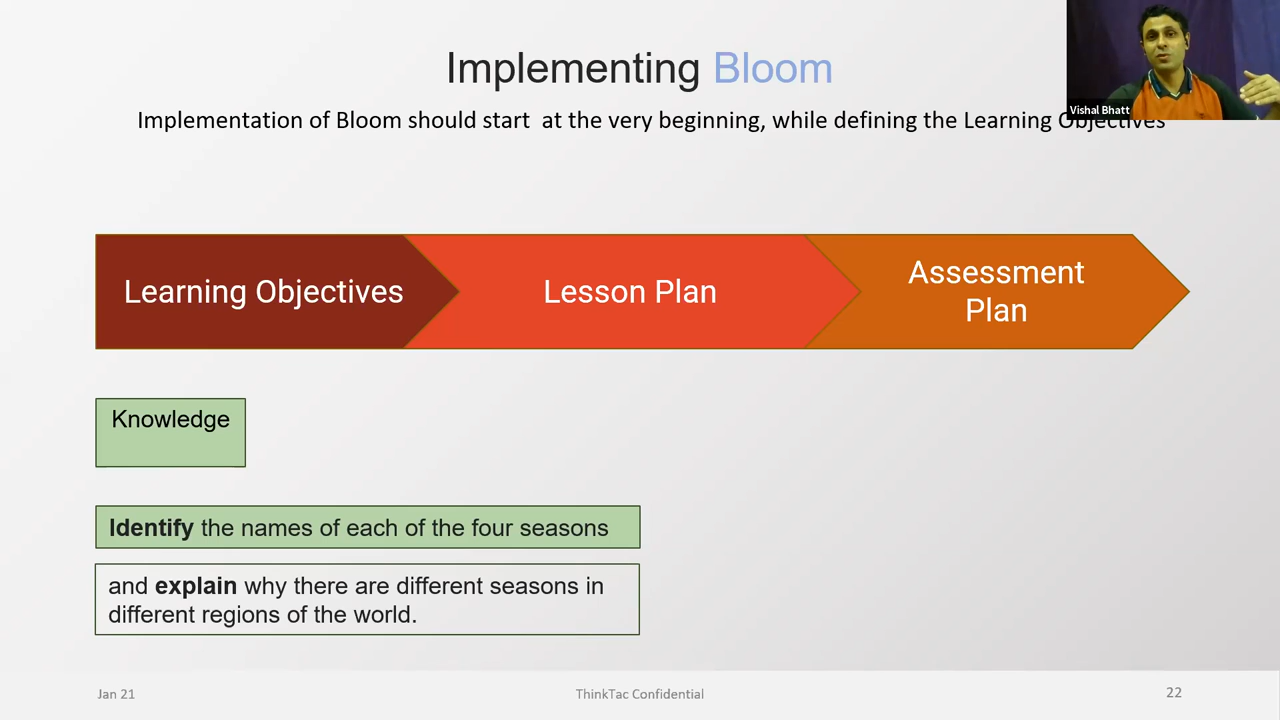 Implementing Bloom
Vishal Bhatt
Implementation of Bloom should start at the very beginning, while defining the Learning Objectives
Learning Objectives
Lesson Plan
Assessment
Plan
Knowledge
Identify the names of each of the four seasons
and explain why there are different seasons in
different regions of the world.
Jan 21
ThinkTac Confidential
22